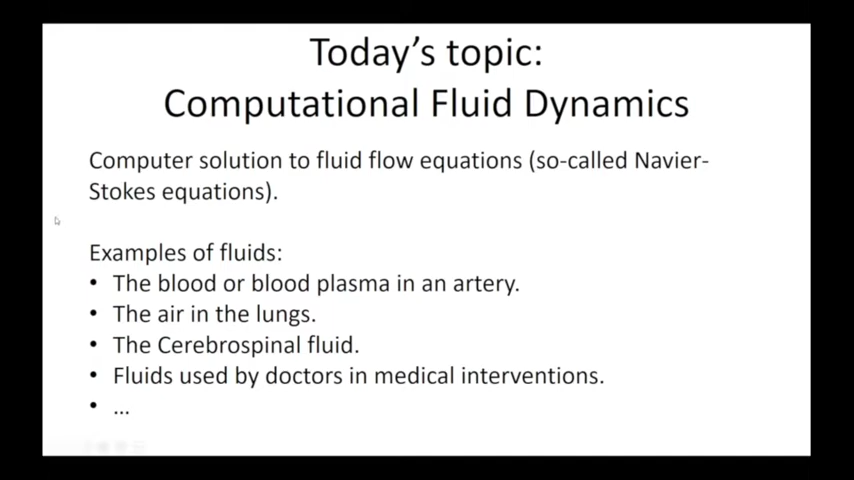 Today’s topic:
Computational Fluid Dynamics
Computer solution to fluid flow equations (so-called Navier-
Stokes equations).
Examples of fluids:
• The blood or blood plasma in an artery.
• The air in the lungs.
• The Cerebrospinal fluid.
• Fluids used by doctors in medical interventions.
• …